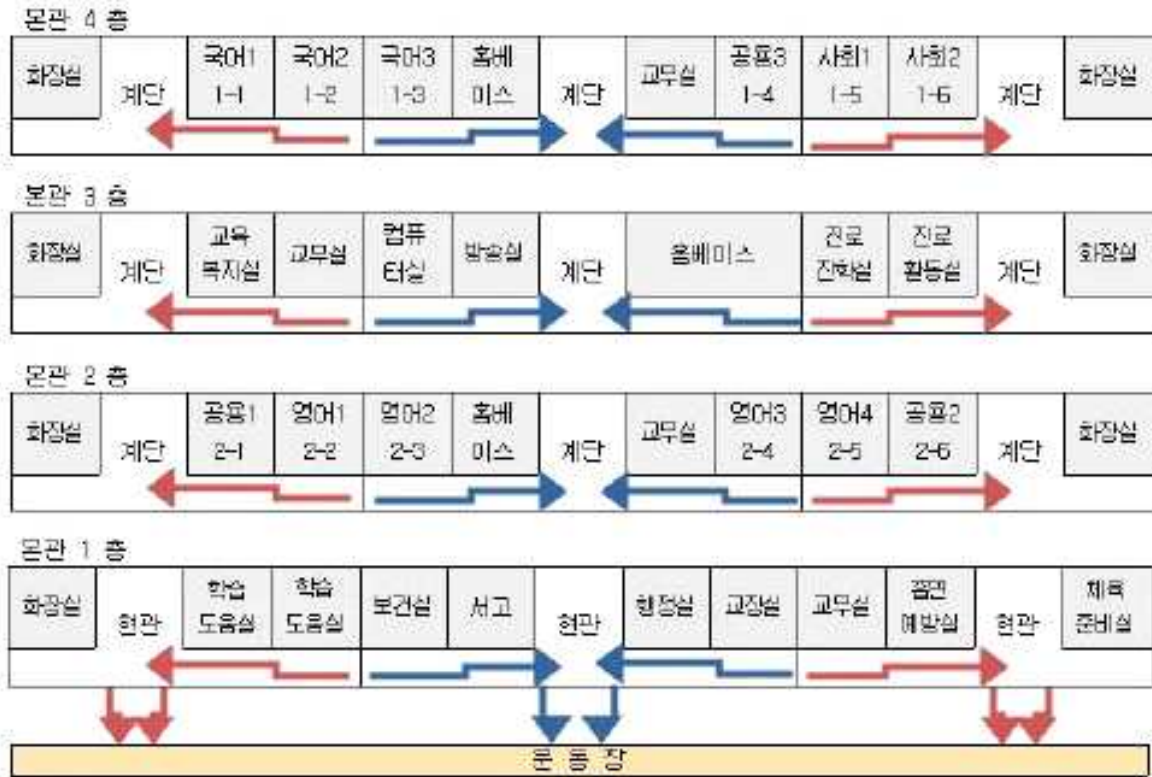 본관 4 층
화장실 계단 국어1 국어2 국어3 홈베 계단 교무실 공용3 사회1 사회2 계단 화장실
1-1 1-2 1-3 이스 1-4 1-5 1-6
본관 3 층
화장실 계단 교육 교무실 컴퓨 방송실 계단 홈베이스 진로 진로 계단 화장실
복지실 터실 진학실 활동실
본관 2 층
화장실 계단 공용1 영어1 영어2 홈베 계단 교무실 영어3 영어4 공용2 계단 화장실
2-1 2-2 2-3 이스 2-4 2-5 2-6
본관 1 층
화장실 현관 학습 학습 보건실 서고 현관 행정실 교장실 교무실 현관 체육
도움실 도움실 예방실 준비실
운 동 장